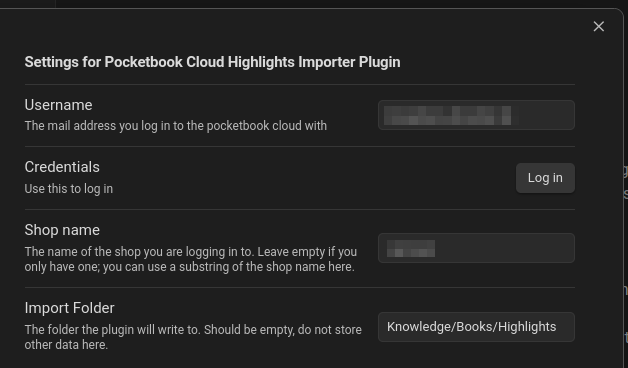 Settings for Pocketbook Cloud Highlights Importer Plugin
Username
The mail address you log in to the pocketbook cloud with
Credentials
Use this to log in
Log in
Shop name
The name of the shop you are logging in to. Leave empty if you
only have one; you can use a substring of the shop name here.
Import Folder
The folder the plugin will write to. Should be empty, do not store
other data here.
Knowledge/Books/Highlights